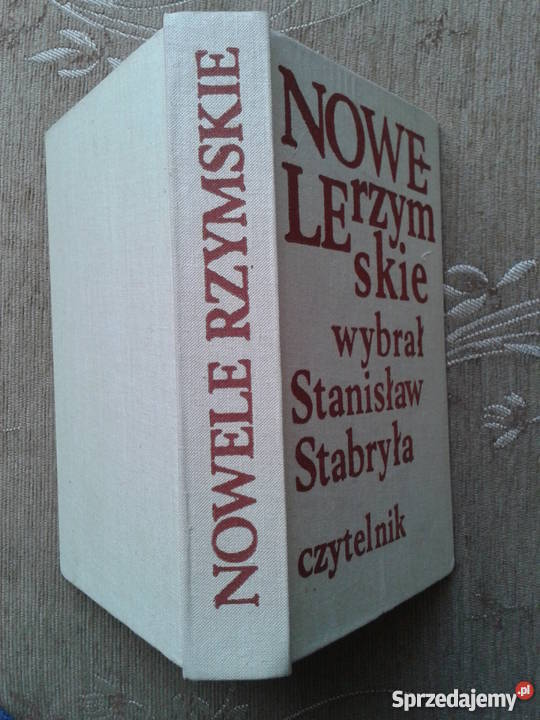 NOWELE RZYMSKIE
NOWE-
LE rzym
skie
wybrał
Stanisław
Stabryła
czytelnik
Sprzedajemy.pl